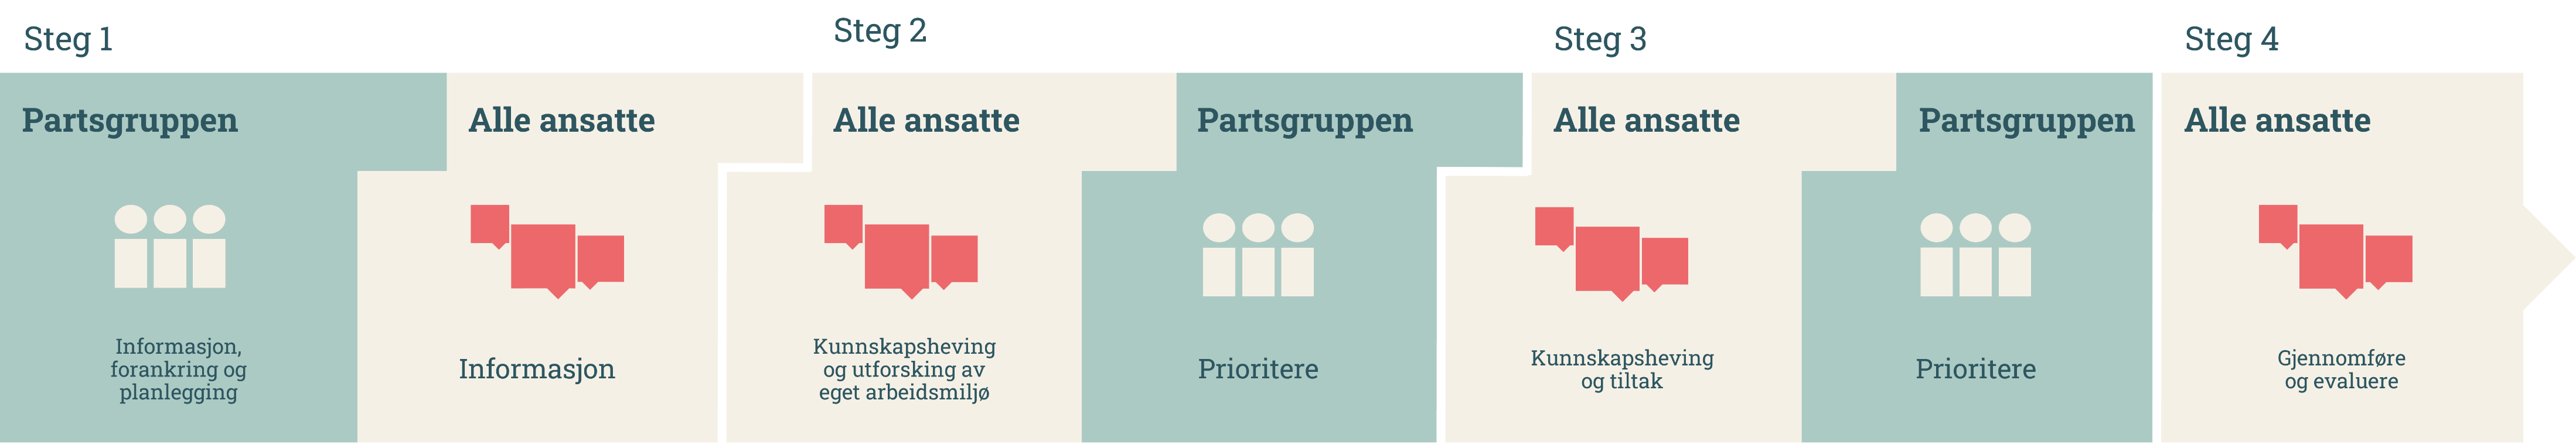 Steg 1
Steg 2
Steg 3
Steg 4
Partsgruppen
Alle ansatte
Alle ansatte
Partsgruppen
Alle ansatte
Partsgruppen
Alle ansatte
Informasjon,
forankring og
planlegging
Informasjon
Kunnskapsheving
og utforsking av
eget arbeidsmiljø
Prioritere
Kunnskapsheving
og tiltak
Prioritere
Gjennomføre
og evaluere